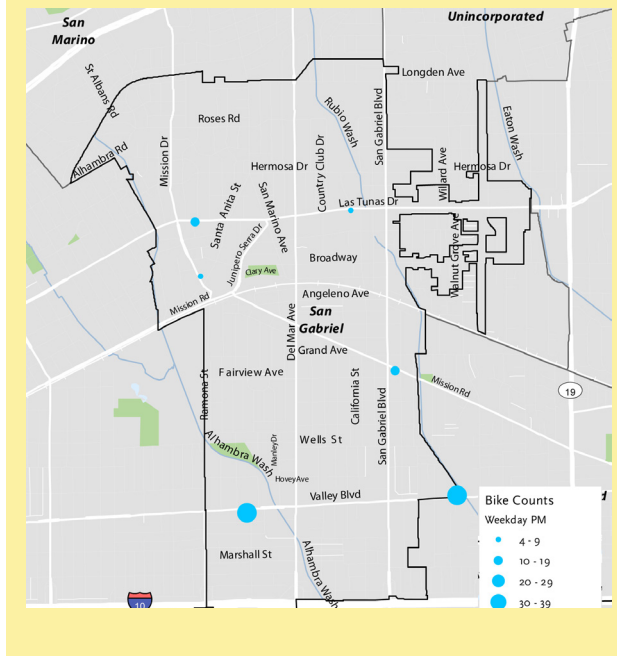 San
Marino
Unincorporated
St Albans Rd
Longden Ave
Rubio Wash
San Gabriel Blvd
Eaton Wash
Roses Rd
Alhambra Rd
Mission Dr
Hermosa Dr
Country Club Dr
Willard Ave
Hermosa Dr
Santa Anita St
San Marino Ave
Las Tunas Dr
Junipero Serra Dr
Walnut Grove Ave
Broadway
Clary Ave
Mission Rd
Angeleno Ave
San
Gabriel
Del Mar Ave
Grand Ave
Fairview Ave
Ramona St
California St
San Gabriel Blvd
Mission Rd
19
Alhambra Wash
Manley Dr
Wells St
Hovey Ave
Valley Blvd
d
Marshall St
Alhambra Wash
10
Bike Counts
Weekday PM
4 - 9
10 - 19
20 - 29
30 - 39